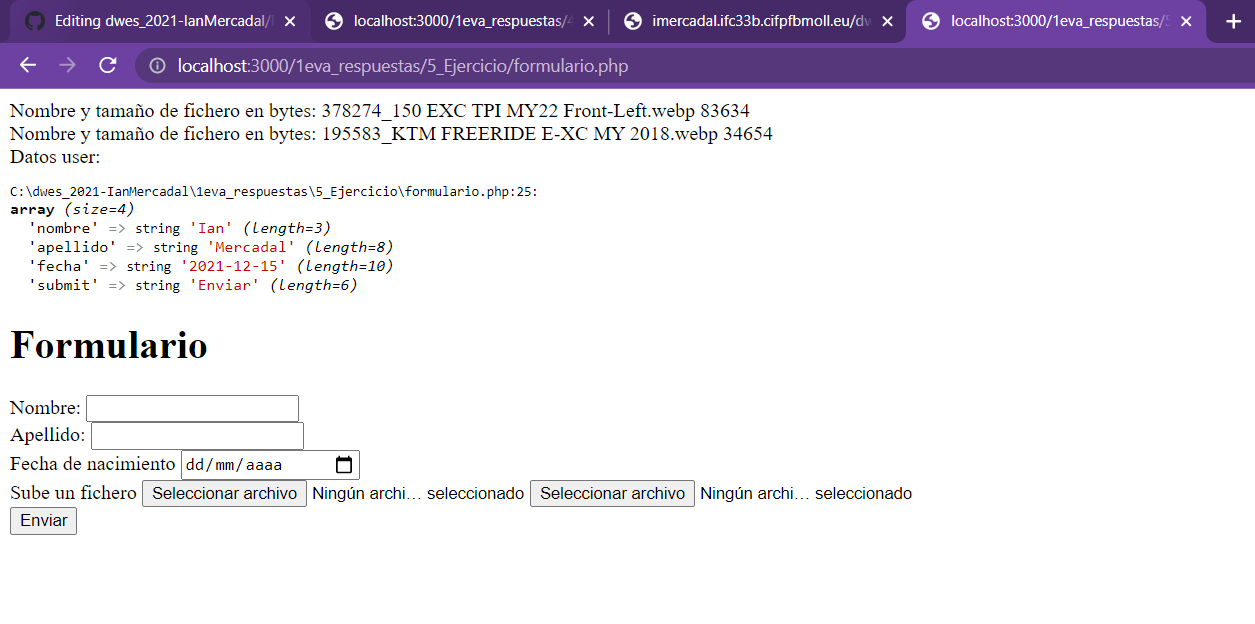 Editing dwes_2021-IanMercadal/
localhost:3000/1eva_respuestas/
imercadal.ifc33b.cifpfbmoll.eu/dw
localhost:3000/1eva_respuestas/5
localhost:3000/1eva_respuestas/5_Ejercicio/formulario.php
Nombre y tamaño de fichero en bytes: 378274_150 EXC TPI MY22 Front-Left.webp 83634
Nombre y tamaño de fichero en bytes: 195583_KTM FREERIDE E-XC MY 2018.webp 34654
Datos user:
C:\dwes_2021-IanMercadal\1eva_respuestas\5_Ejercicio\formulario.php:25:
array (size=4)
'nombre' => string 'Ian' (length=3)
'apellido' => string 'Mercadal' (length=8)
'fecha' => string '2021-12-15' (length=10)
'submit' => string 'Enviar' (length=6)
Formulario
Nombre:
Apellido:
Fecha de nacimiento dd/mm/aaaa
Sube un fichero Seleccionar archivo Ningún archi… seleccionado Seleccionar archivo Ningún archi… seleccionado
Enviar